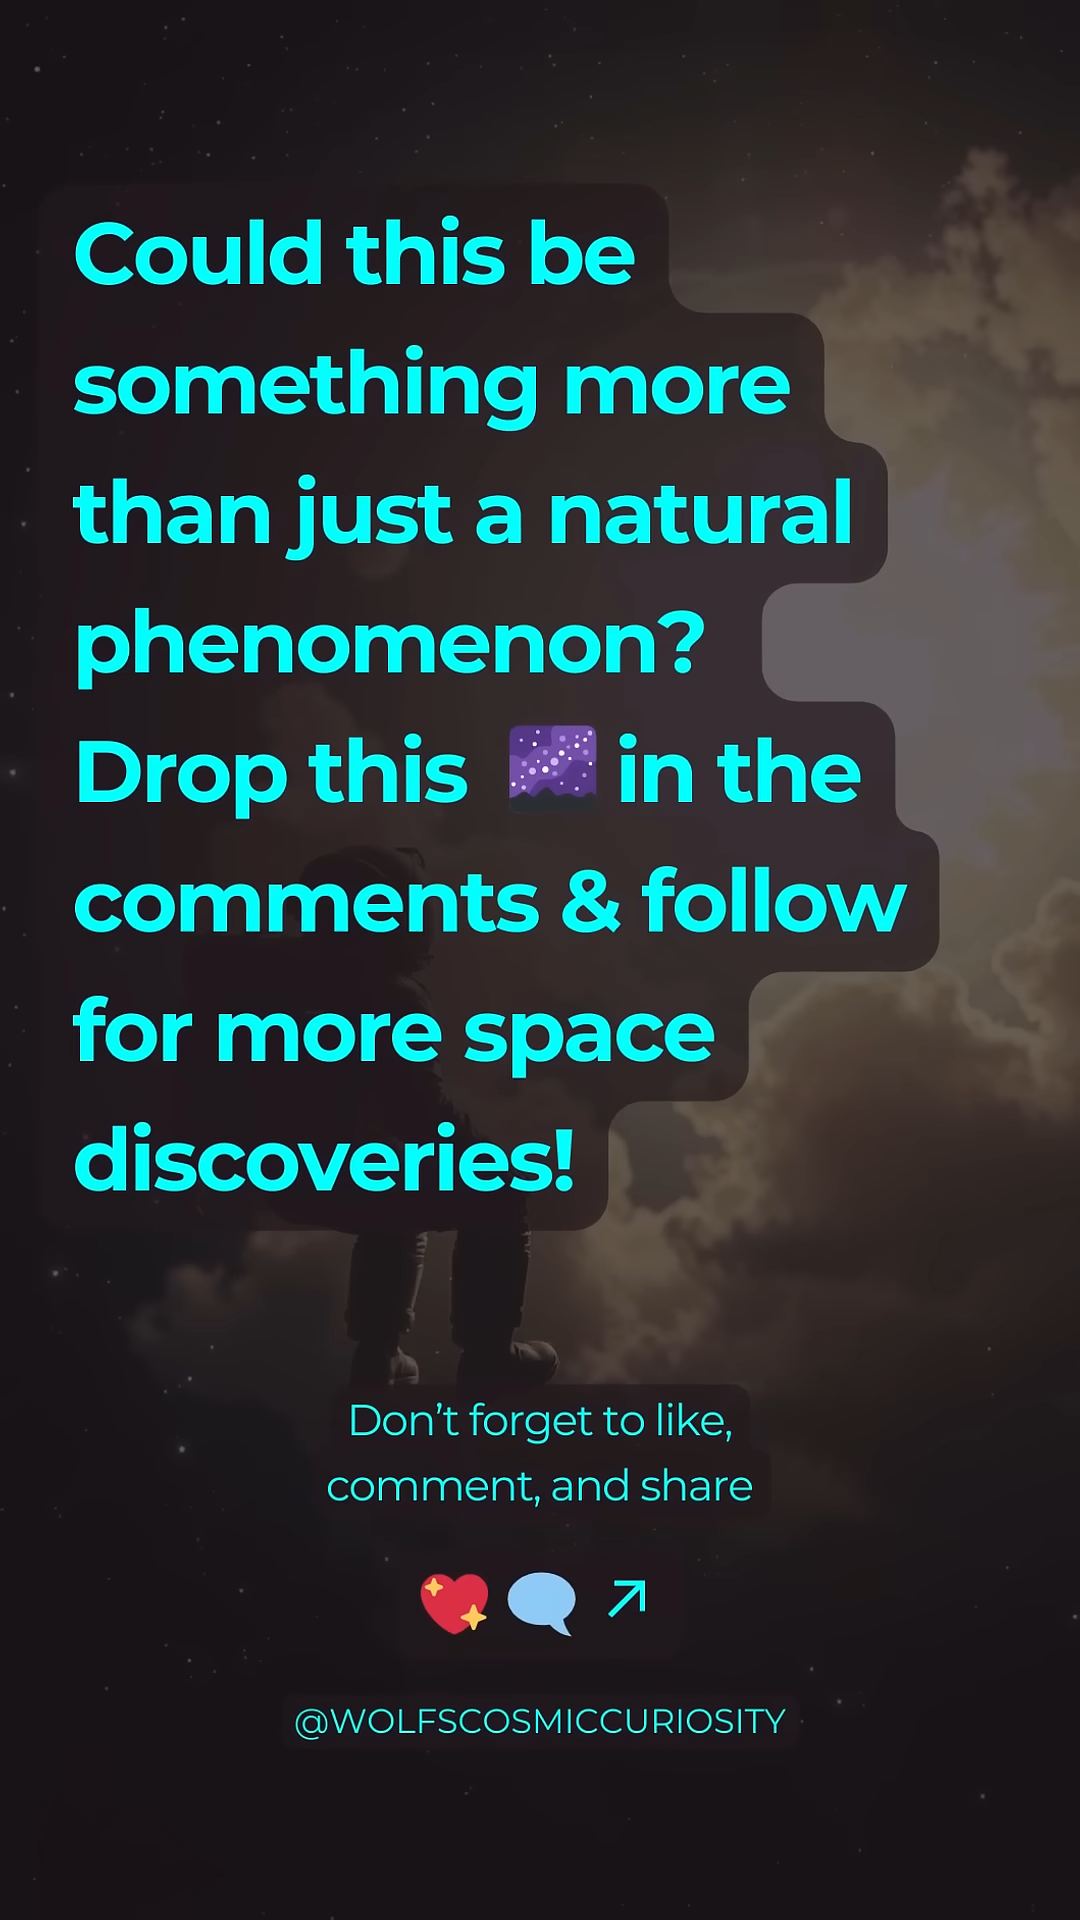 Could this be
something more
than just a natural
phenomenon?
Drop this 🌌 in the
comments & follow
for more space
discoveries!
Don’t forget to like,
comment, and share
💖 🗨️ ↗
@WOLFSCOSMICCURIOSITY